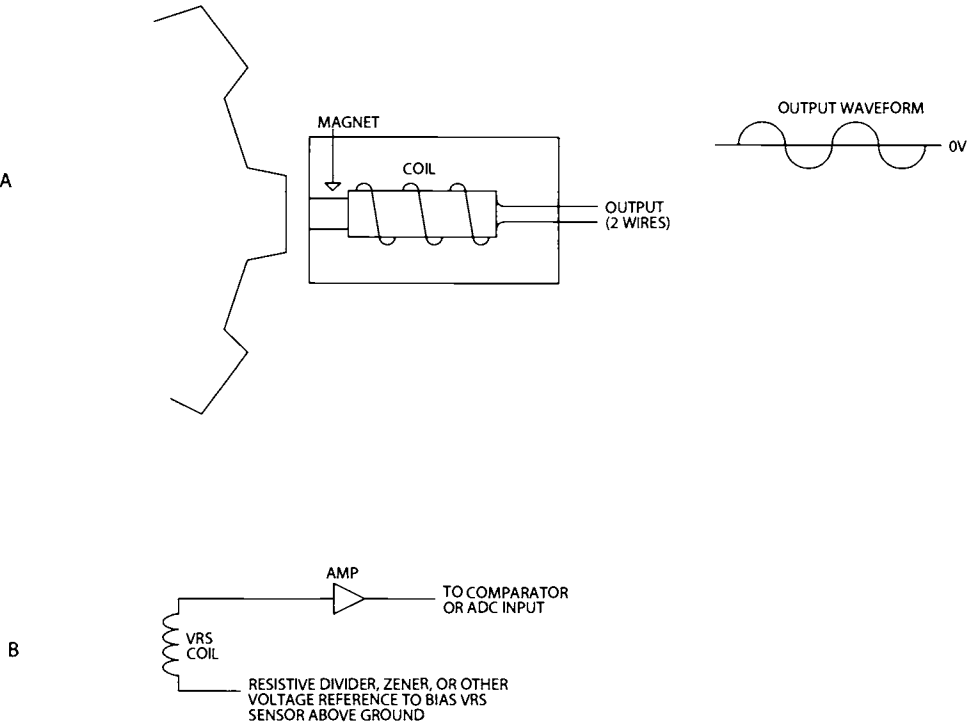 A
MAGNET
COIL
OUTPUT
(2 WIRES)
OUTPUT WAVEFORM
0V
B
AMP
TO COMPARATOR
OR ADC INPUT
VRS
COIL
RESISTIVE DIVIDER, ZENER, OR OTHER
VOLTAGE REFERENCE TO BIAS VRS
SENSOR ABOVE GROUND